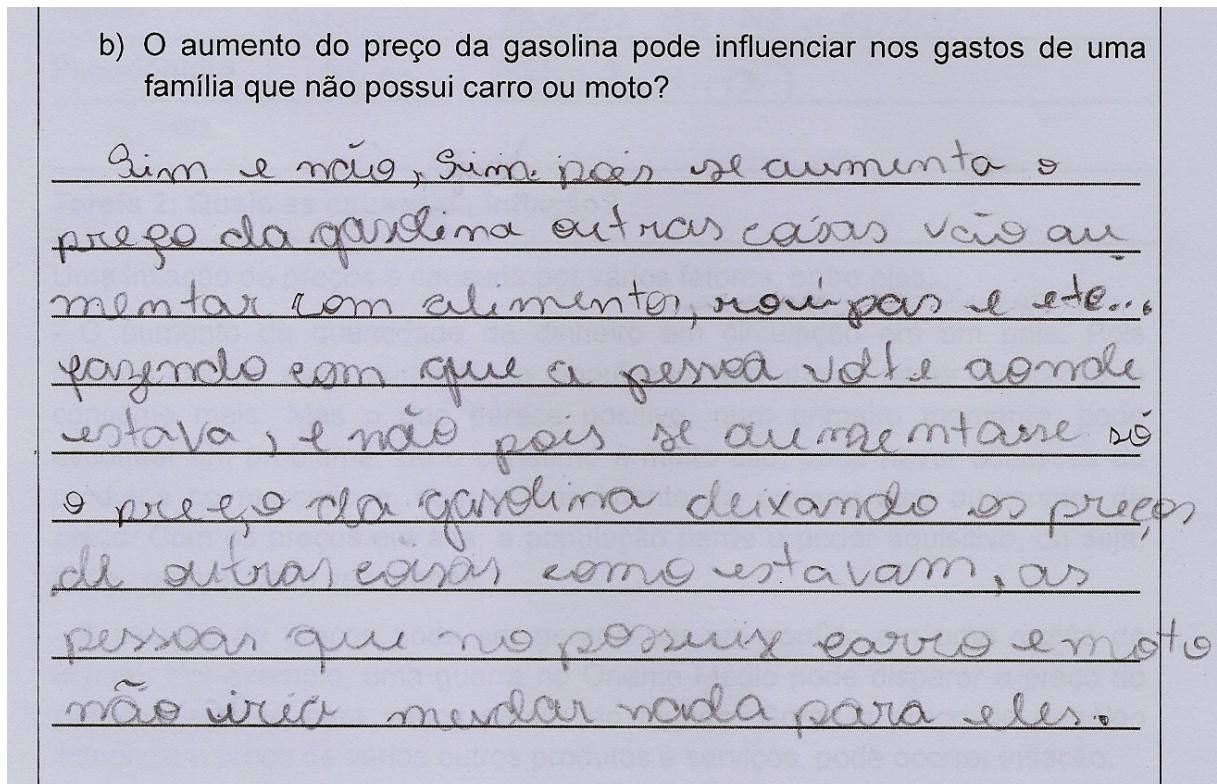 b) O aumento do preço da gasolina pode influenciar nos gastos de uma
família que não possui carro ou moto?
Sim e não, Sim pois se aumenta o
preço da gasolina outras coisas vão au
mentar com alimentos, roupas e etc...
fazendo com que a pessoa volte aonde
estava, e não pois se aumentasse só
o preço da gasolina deixando os preços
de outras coisas como estavam, as
pessoas que no possuiy carro e moto
não iria mudar nada para eles.